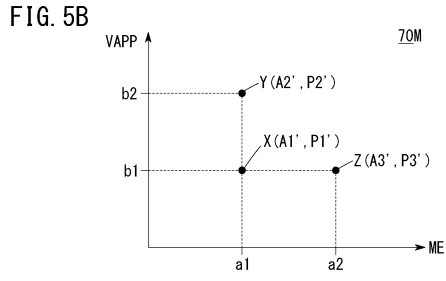 FIG. 5B
VAPP
70M
b2
Y(A2', P2')
X(A1', P1')
b1
Z(A3', P3')
ME
a1
a2